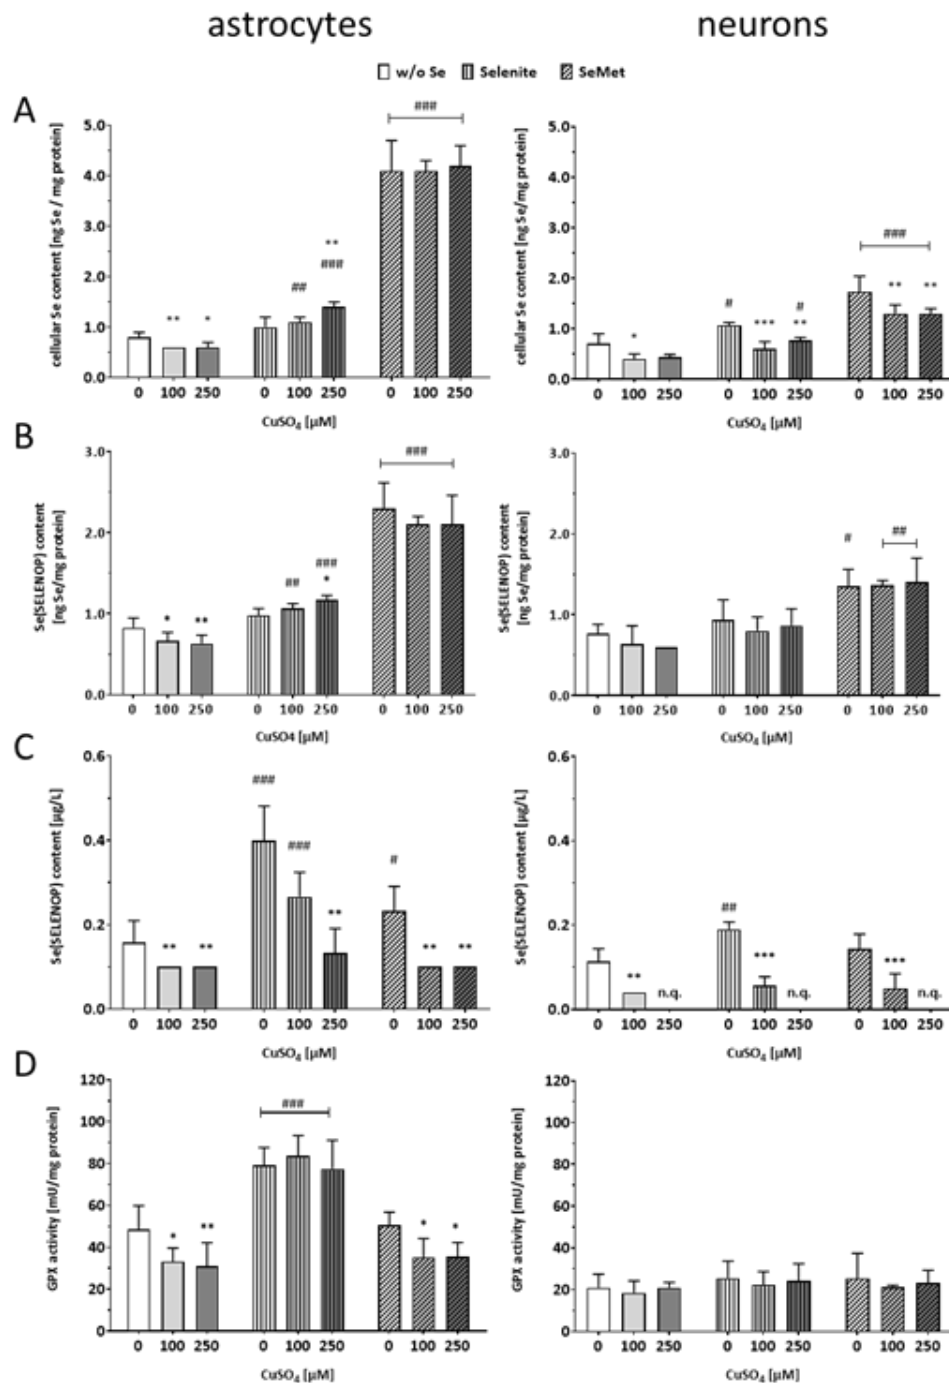 astrocytes neurons
w/o Se Selenite SeMet
A
cellular Se content [ng Se / mg protein]
5.0
4.0
3.0
2.0
1.0
0.0
** * ## ** ### ###
0 100 250 0 100 250 0 100 250
CuSO4 [µM]
cellular Se content [ng Se/mg protein]
5.0
4.0
3.0
2.0
1.0
0.0
* # *** # ** ### ** **
0 100 250 0 100 250 0 100 250
CuSO4 [µM]
B
Se(SELENOP) content
[ng Se/mg protein]
3.0
2.0
1.0
0.0
* ** ## ### * ###
0 100 250 0 100 250 0 100 250
CuSO4 [µM]
Se(SELENOP) content
[ng Se/mg protein]
3.0
2.0
1.0
0.0
# ##
0 100 250 0 100 250 0 100 250
CuSO4 [µM]
C
Se(SELENOP) content [µg/L]
0.6
0.4
0.2
0.0
** ** ### ### ** # ** **
0 100 250 0 100 250 0 100 250
CuSO4 [µM]
Se(SELENOP) content [µg/L]
0.6
0.4
0.2
0.0
** n.q. ## *** n.q. *** n.q.
0 100 250 0 100 250 0 100 250
CuSO4 [µM]
D
GPX activity [mU/mg protein]
120
100
80
60
40
20
0
* ** ### * *
0 100 250 0 100 250 0 100 250
CuSO4 [µM]
GPX activity [mU/mg protein]
120
100
80
60
40
20
0
0 100 250 0 100 250 0 100 250
CuSO4 [µM]